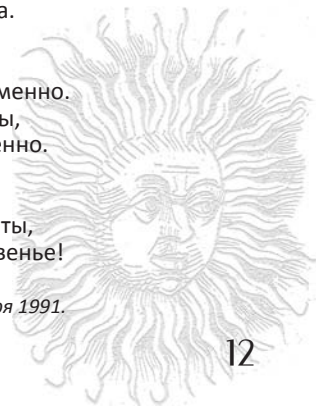 а.
менно.
ы,
енно.
ты,
венье!
ря 1991.
12